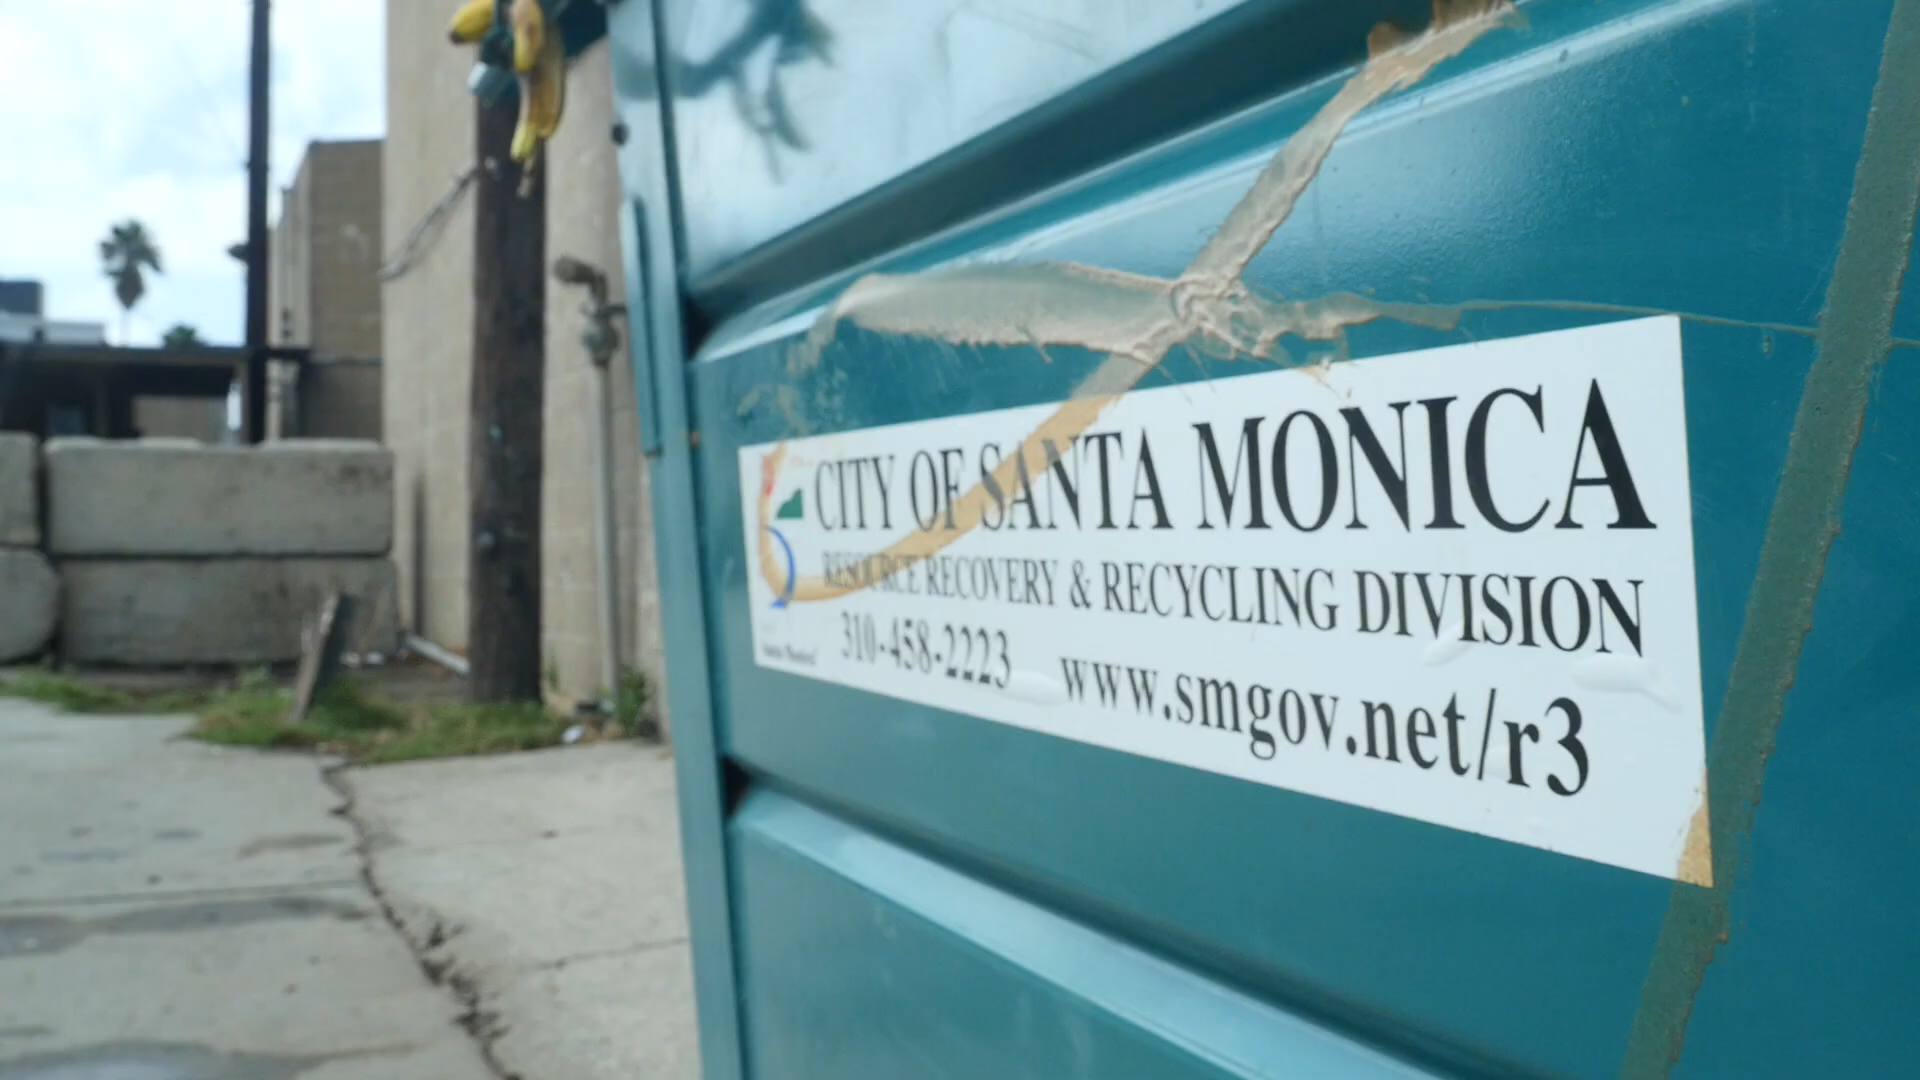 CITY OF SANTA MONICA
RESOURCE RECOVERY & RECYCLING DIVISION
310-458-2223 www.smgov.net/r3